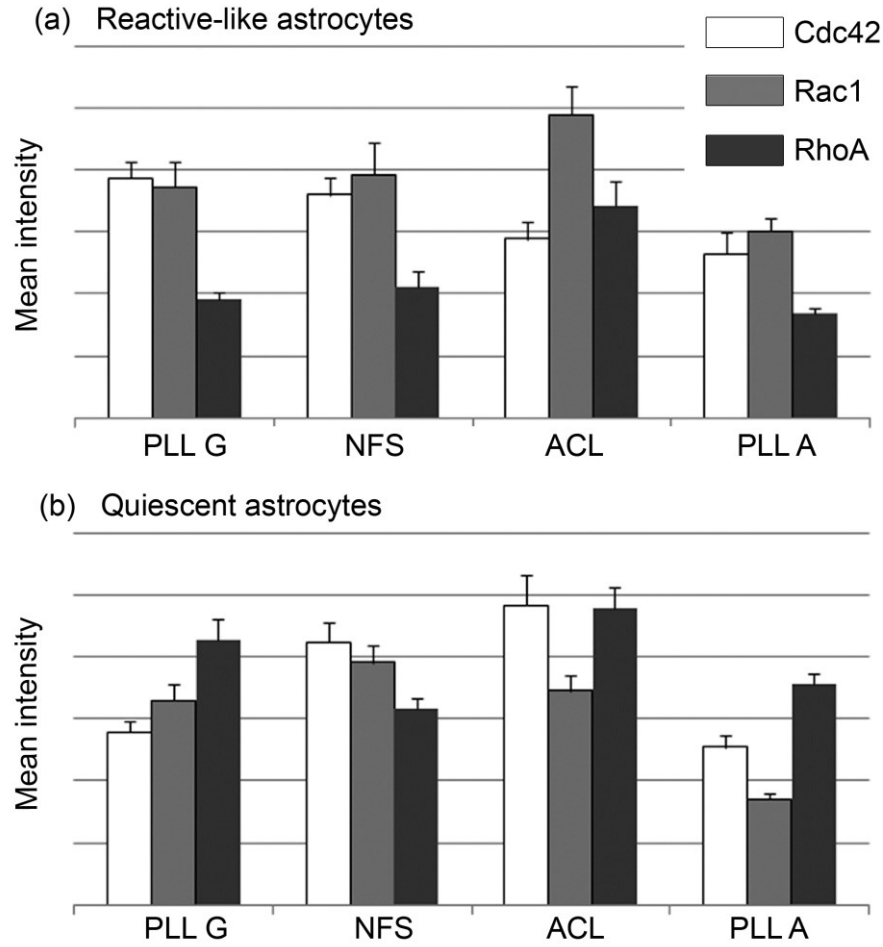 (a) Reactive-like astrocytes
Cdc42
Rac1
RhoA
Mean intensity
PLL G NFS ACL PLL A
(b) Quiescent astrocytes
Mean intensity
PLL G NFS ACL PLL A